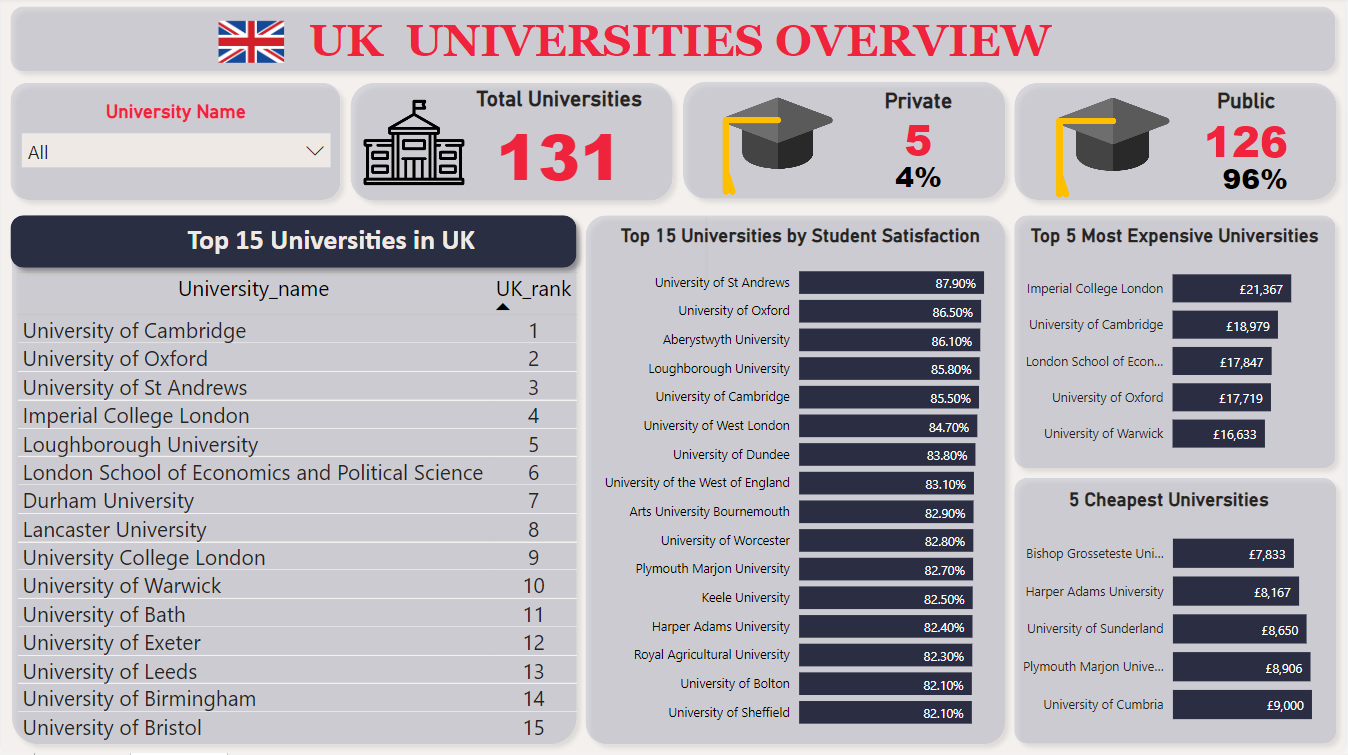 UK UNIVERSITIES OVERVIEW
University Name
All
Total Universities
131
Private
5
4%
Public
126
96%
Top 15 Universities in UK
University_name UK_rank
University of Cambridge 1
University of Oxford 2
University of St Andrews 3
Imperial College London 4
Loughborough University 5
London School of Economics and Political Science 6
Durham University 7
Lancaster University 8
University College London 9
University of Warwick 10
University of Bath 11
University of Exeter 12
University of Leeds 13
University of Birmingham 14
University of Bristol 15
Top 15 Universities by Student Satisfaction
University of St Andrews 87.90%
University of Oxford 86.50%
Aberystwyth University 86.10%
Loughborough University 85.80%
University of Cambridge 85.50%
University of West London 84.70%
University of Dundee 83.80%
University of the West of England 83.10%
Arts University Bournemouth 82.90%
University of Worcester 82.80%
Plymouth Marjon University 82.70%
Keele University 82.50%
Harper Adams University 82.40%
Royal Agricultural University 82.30%
University of Bolton 82.10%
University of Sheffield 82.10%
Top 5 Most Expensive Universities
Imperial College London £21,367
University of Cambridge £18,979
London School of Econ... £17,847
University of Oxford £17,719
University of Warwick £16,633
5 Cheapest Universities
Bishop Grosseteste Uni... £7,833
Harper Adams University £8,167
University of Sunderland £8,650
Plymouth Marjon Unive... £8,906
University of Cumbria £9,000